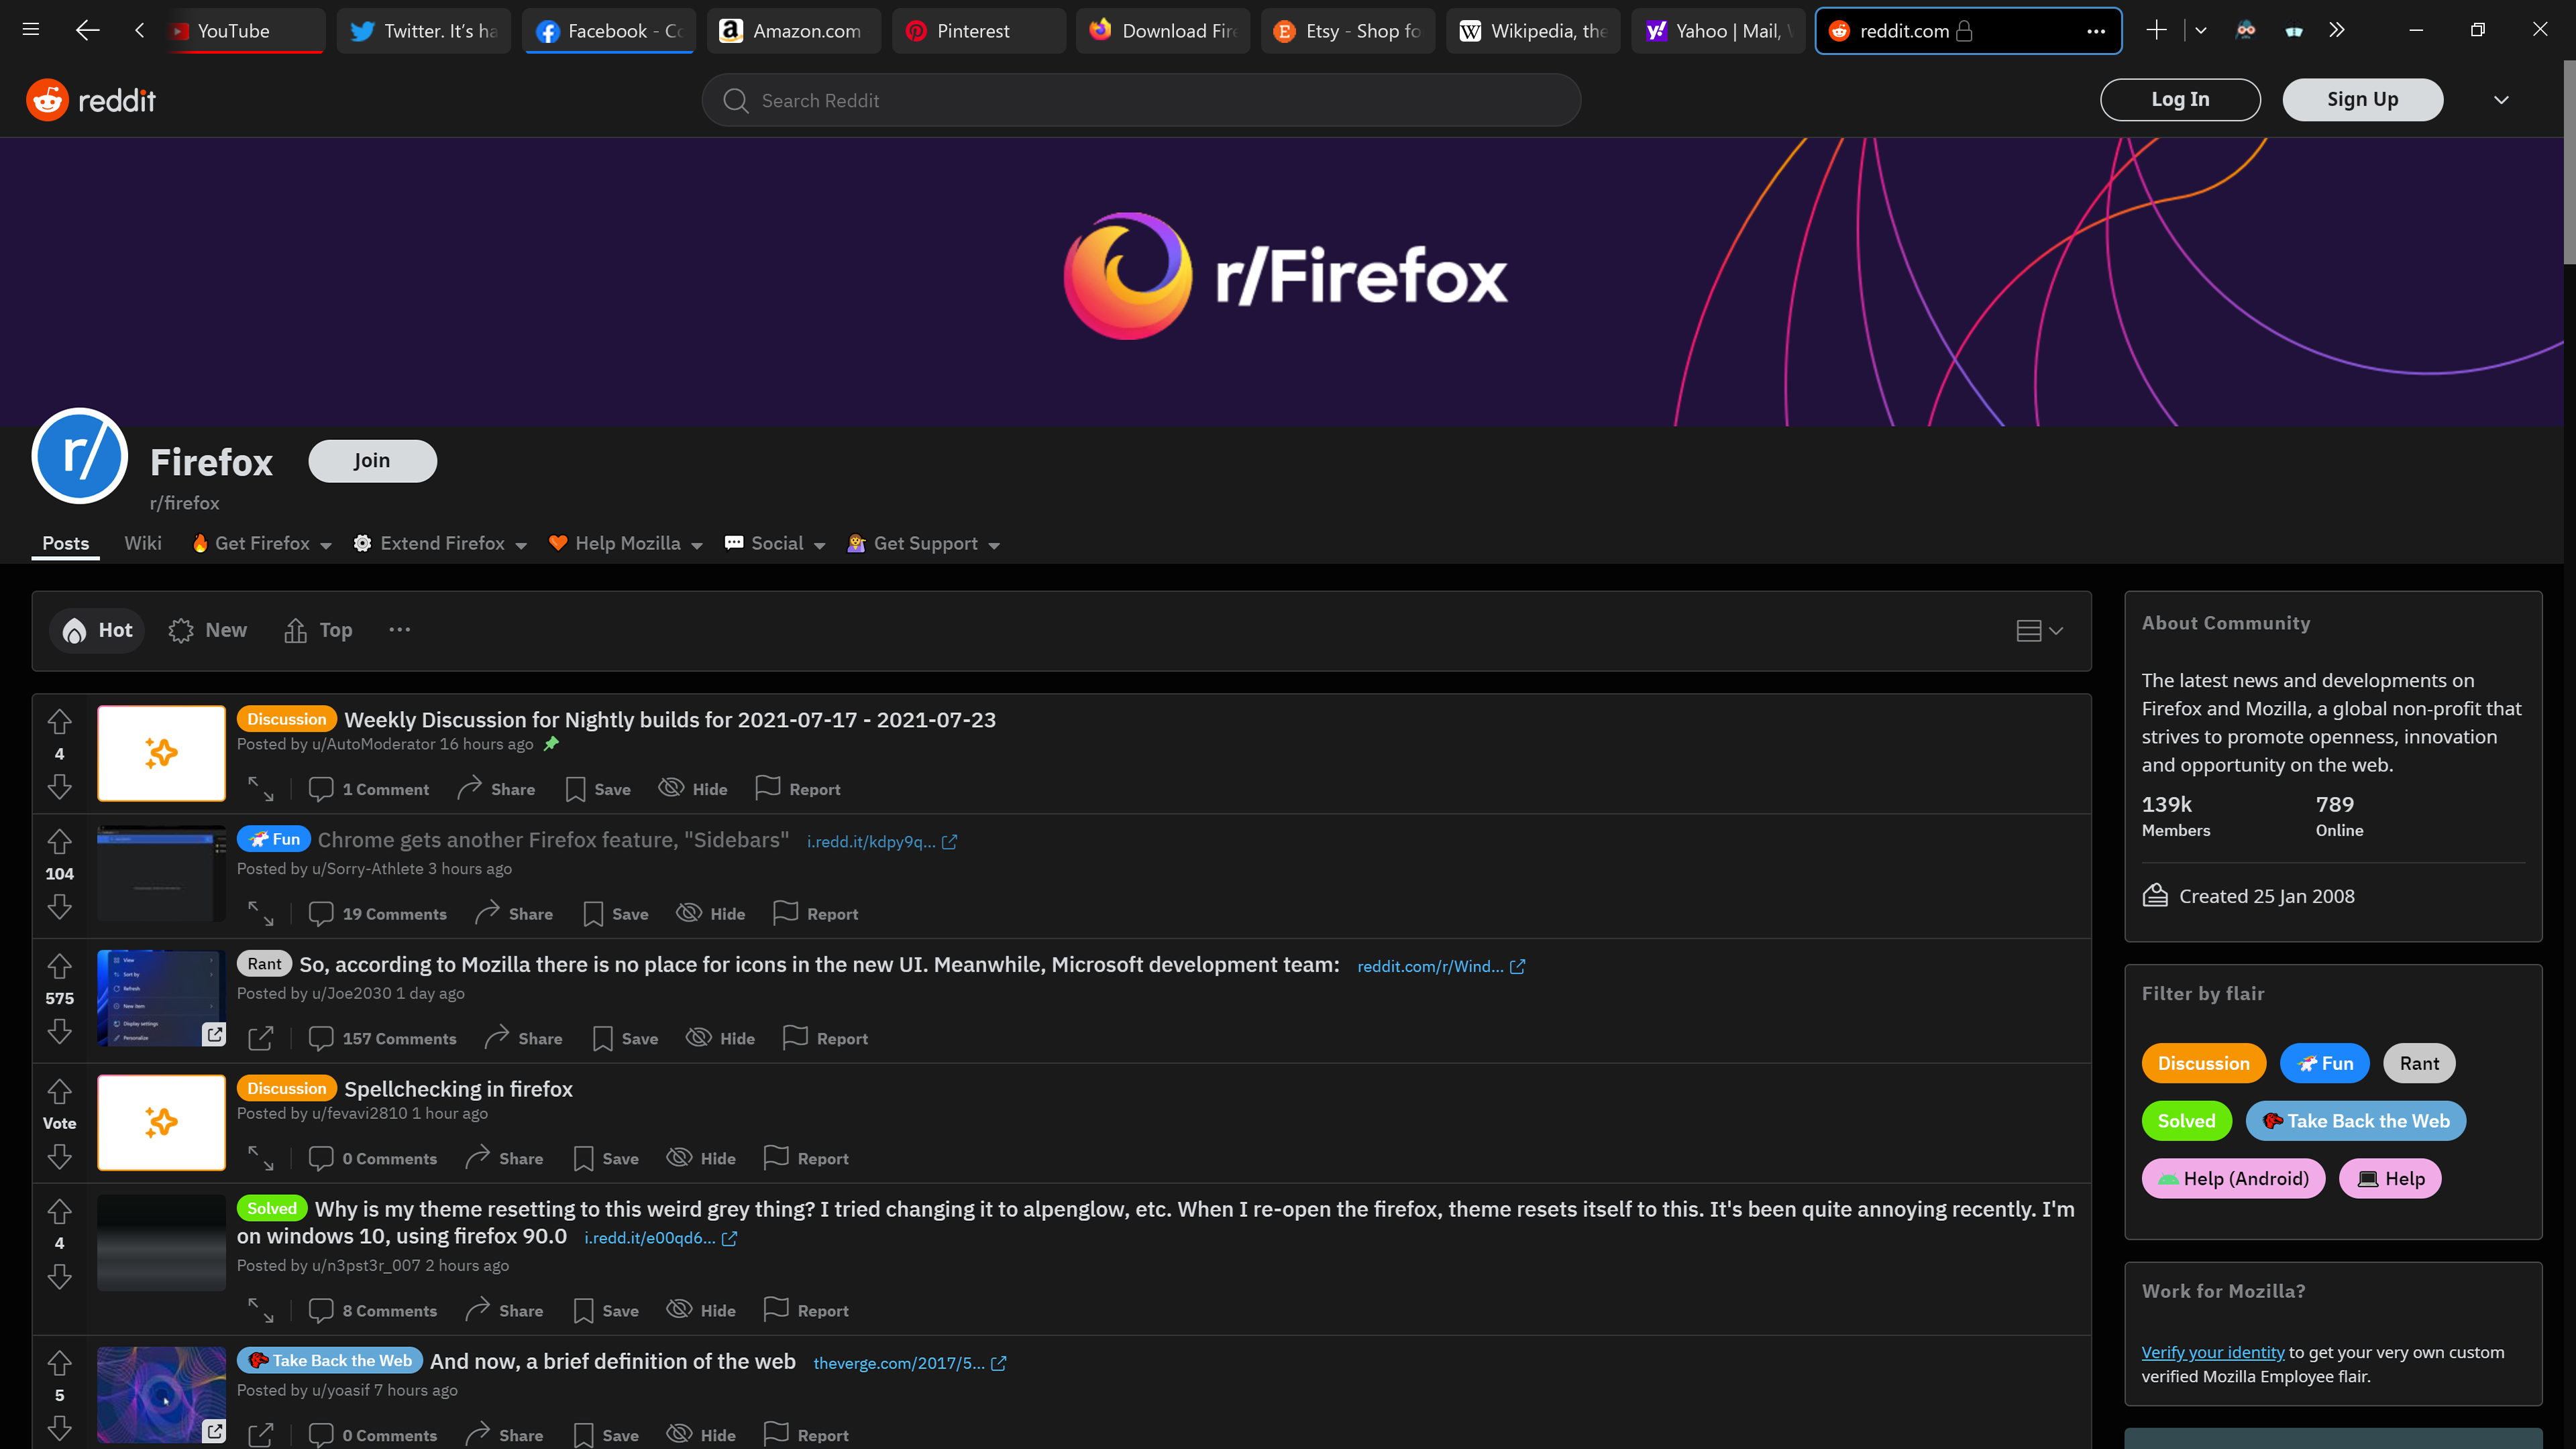 YouTube
Twitter. It's ha
Facebook - Co
Amazon.com
Pinterest
Download Fire
Etsy - Shop fo
Wikipedia, the
Yahoo | Mail,
reddit.com
reddit
Search Reddit
Log In
Sign Up
r/Firefox
r/
Firefox
Join
r/firefox
Posts
Wiki
Get Firefox
Extend Firefox
Help Mozilla
Social
Get Support
Hot
New
Top
4
Discussion Weekly Discussion for Nightly builds for 2021-07-17 - 2021-07-23
Posted by u/AutoModerator 16 hours ago
1 Comment Share Save Hide Report
104
Fun Chrome gets another Firefox feature, "Sidebars" i.redd.it/kdpy9q...
Posted by u/Sorry-Athlete 3 hours ago
19 Comments Share Save Hide Report
575
View
Sort by
Refresh
New item
Display settings
Personalize
Rant So, according to Mozilla there is no place for icons in the new UI. Meanwhile, Microsoft development team: reddit.com/r/Wind...
Posted by u/Joe2030 1 day ago
157 Comments Share Save Hide Report
Vote
Discussion Spellchecking in firefox
Posted by u/fevavi2810 1 hour ago
0 Comments Share Save Hide Report
4
Solved Why is my theme resetting to this weird grey thing? I tried changing it to alpenglow, etc. When I re-open the firefox, theme resets itself to this. It's been quite annoying recently. I'm
on windows 10, using firefox 90.0 i.redd.it/e00qd6...
Posted by u/n3pst3r_007 2 hours ago
8 Comments Share Save Hide Report
5
Take Back the Web And now, a brief definition of the web theverge.com/2017/5...
Posted by u/yoasif 7 hours ago
0 Comments Share Save Hide Report
About Community
The latest news and developments on
Firefox and Mozilla, a global non-profit that
strives to promote openness, innovation
and opportunity on the web.
139k 789
Members Online
Created 25 Jan 2008
Filter by flair
Discussion Fun Rant
Solved Take Back the Web
Help (Android) Help
Work for Mozilla?
Verify your identity to get your very own custom
verified Mozilla Employee flair.